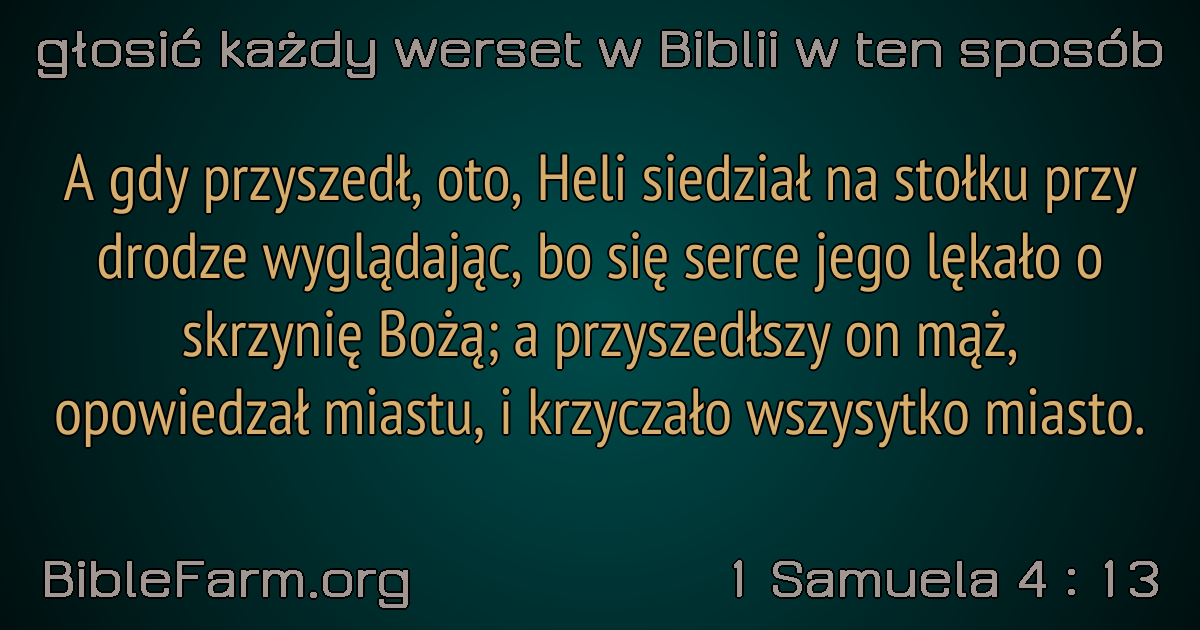 głosić każdy werset w Biblii w ten sposób
A gdy przyszedł, oto, Heli siedział na stołku przy
drodze wyglądając, bo się serce jego lękało o
skrzynię Bożą; a przyszedłszy on mąż,
opowiedzał miastu, i krzyczało wszysytko miasto.
BibleFarm.org
1 Samuela 4 : 13